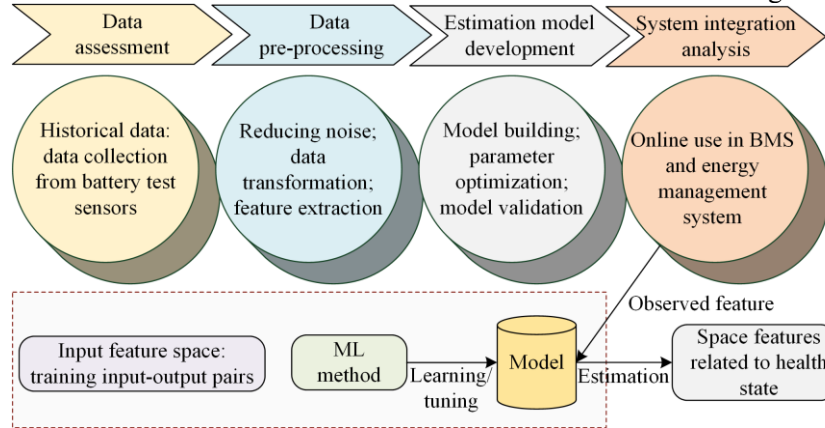 Data
assessment
Data
pre-processing
Estimation model
development
System integration
analysis
Historical data:
data collection
from battery test
sensors
Reducing noise;
data
transformation;
feature extraction
Model building;
parameter
optimization;
model validation
Online use in BMS
and energy
management
system
Observed feature
Input feature space:
training input-output pairs
ML
method
Learning/
tuning
Model
Estimation
Space features
related to health
state